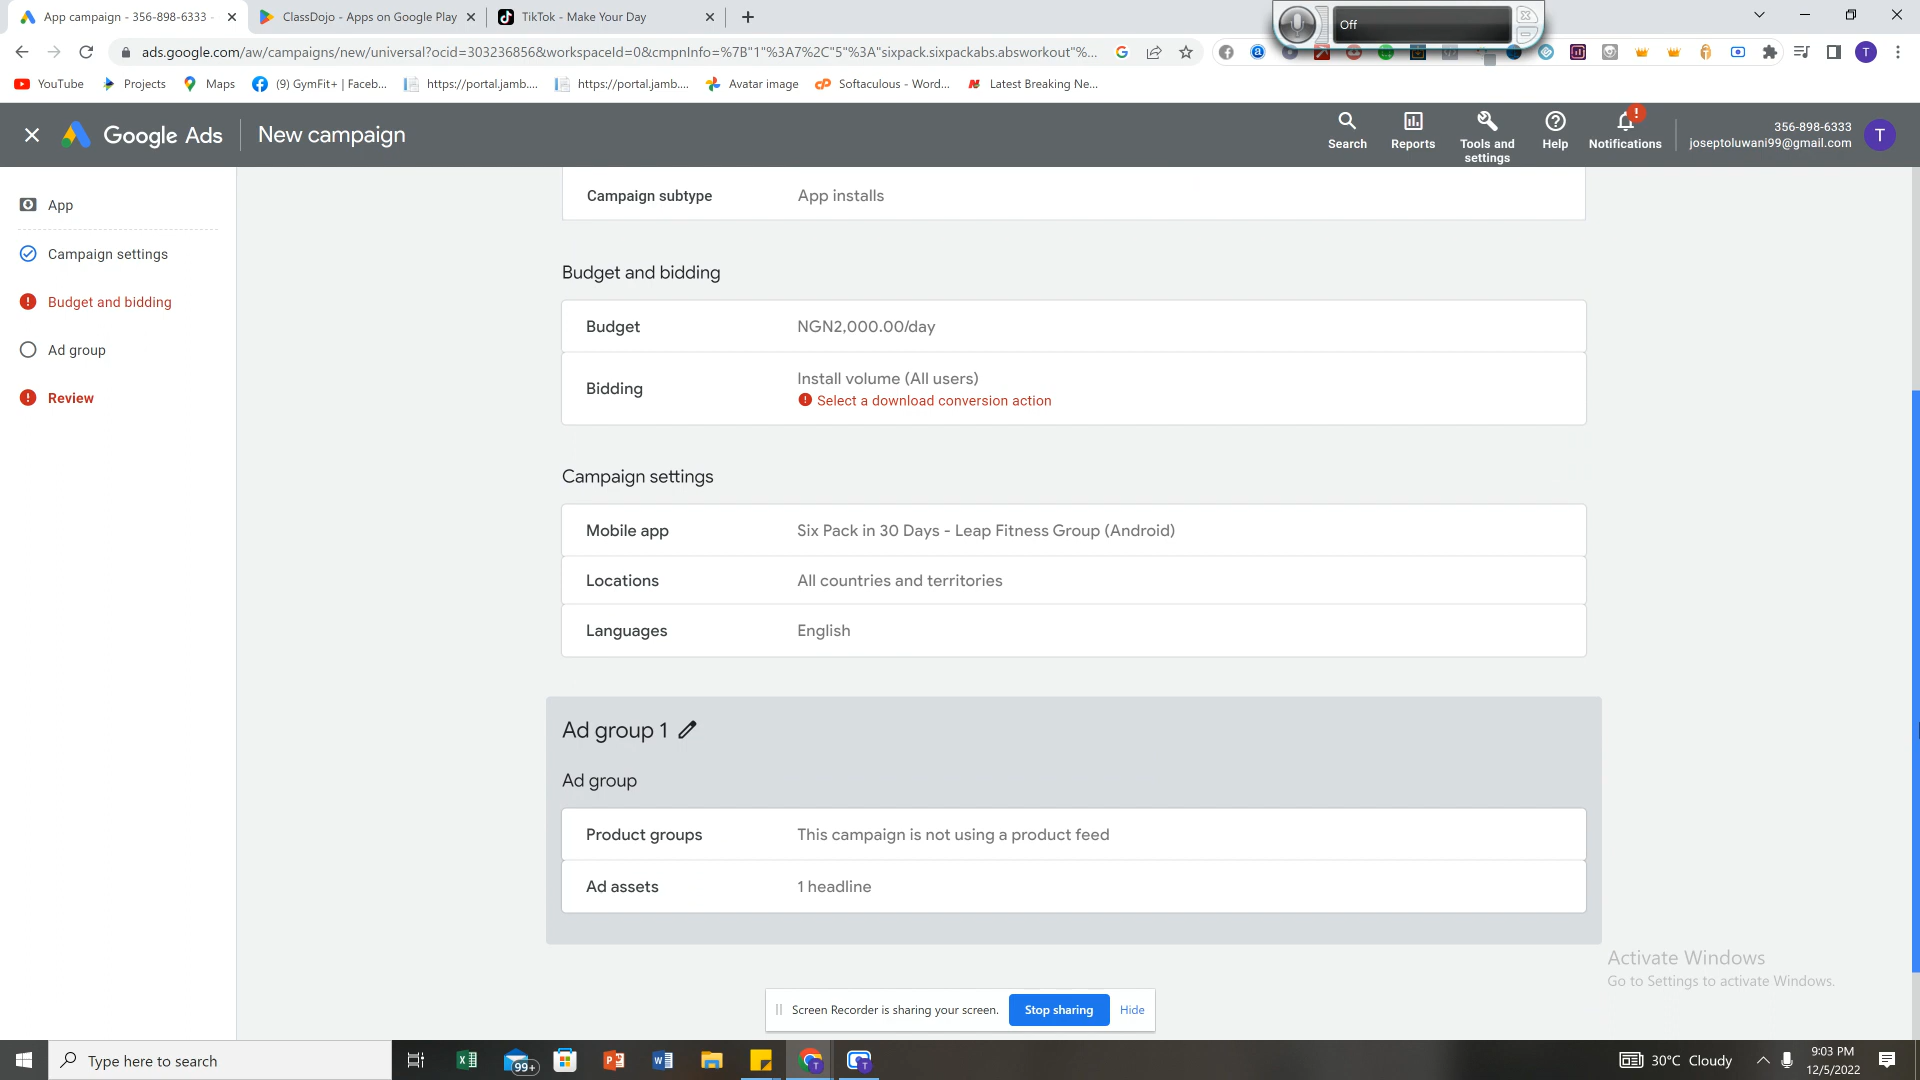 App campaign - 356-898-6333 -
ClassDojo - Apps on Google Play
TikTok - Make Your Day
Off
ads.google.com/aw/campaigns/new/universal?ocid=303236856&workspaceId=0&cmpnInfo=%7B"1"%3A7%2C"5"%3A"sixpack.sixpackabs.absworkout"%...
T
YouTube
Projects
Maps
(9) GymFit+ | Faceb...
https://portal.jamb....
https://portal.jamb....
Avatar image
Softaculous - Word...
Latest Breaking Ne...
Google Ads
New campaign
Search
Reports
Tools and settings
Help
Notifications
356-898-6333
joseptoluwani99@gmail.com
T
App
Campaign settings
Budget and bidding
Ad group
Review
Campaign subtype
App installs
Budget and bidding
Budget
NGN2,000.00/day
Bidding
Install volume (All users)
Select a download conversion action
Campaign settings
Mobile app
Six Pack in 30 Days - Leap Fitness Group (Android)
Locations
All countries and territories
Languages
English
Ad group 1
Ad group
Product groups
This campaign is not using a product feed
Ad assets
1 headline
Activate Windows
Go to Settings to activate Windows.
Screen Recorder is sharing your screen.
Stop sharing
Hide
Type here to search
99+
30°C Cloudy
9:03 PM
12/5/2022